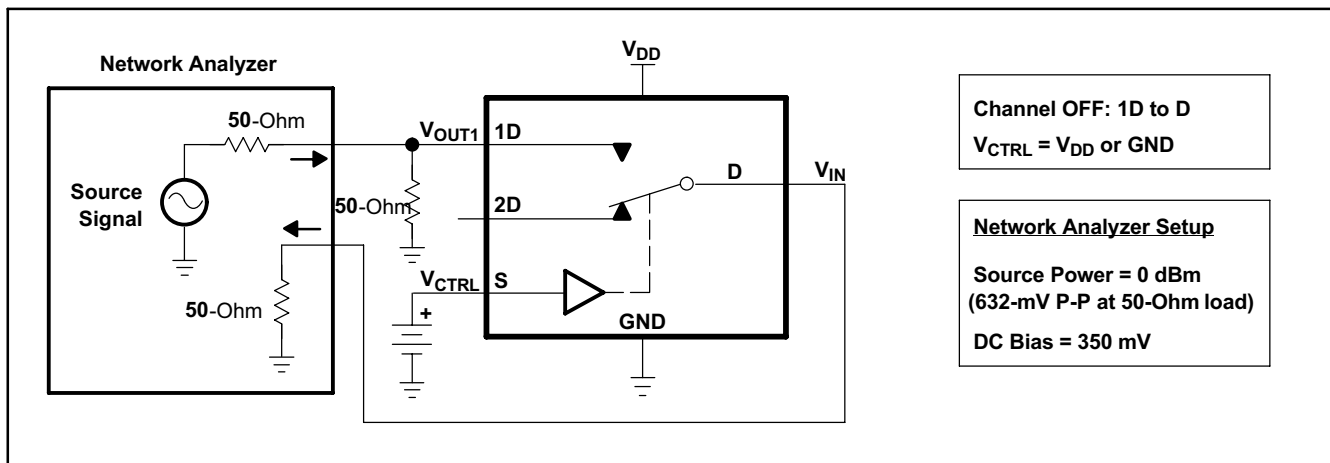 Network Analyzer
50-Ohm
Source
Signal
50-Ohm
50-Ohm
VDD
VOUT1 1D
2D
D
VIN
VCTRL S
+
GND
Channel OFF: 1D to D
VCTRL = VDD or GND
Network Analyzer Setup
Source Power = 0 dBm
(632-mV P-P at 50-Ohm load)
DC Bias = 350 mV